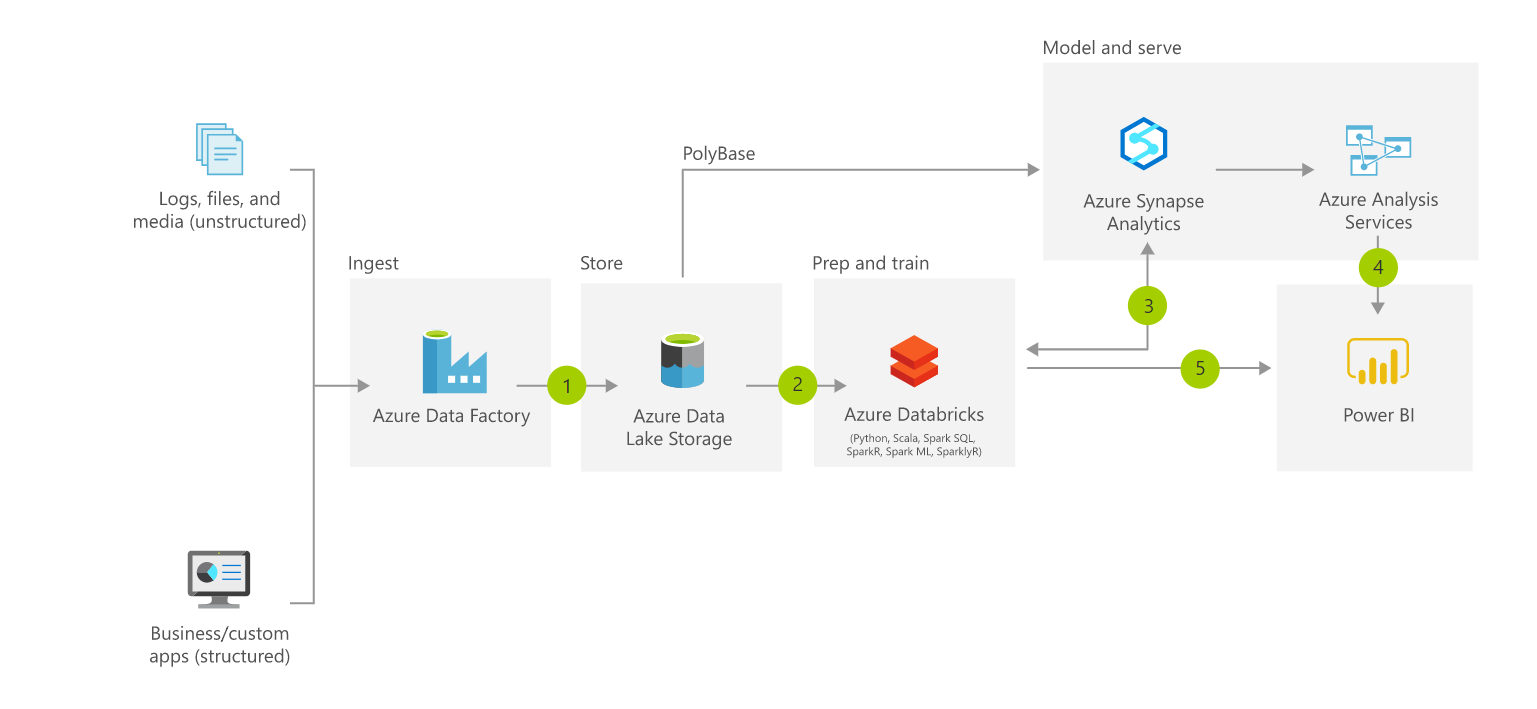 Model and serve
PolyBase
Logs, files, and
media (unstructured)
Azure Synapse
Analytics
Azure Analysis
Services
Ingest
Store
Prep and train
4
3
5
1
2
Azure Data Factory
Azure Data
Lake Storage
Azure Databricks
(Python, Scala, Spark SQL,
SparkR, Spark ML, SparklyR)
Power BI
Business/custom
apps (structured)